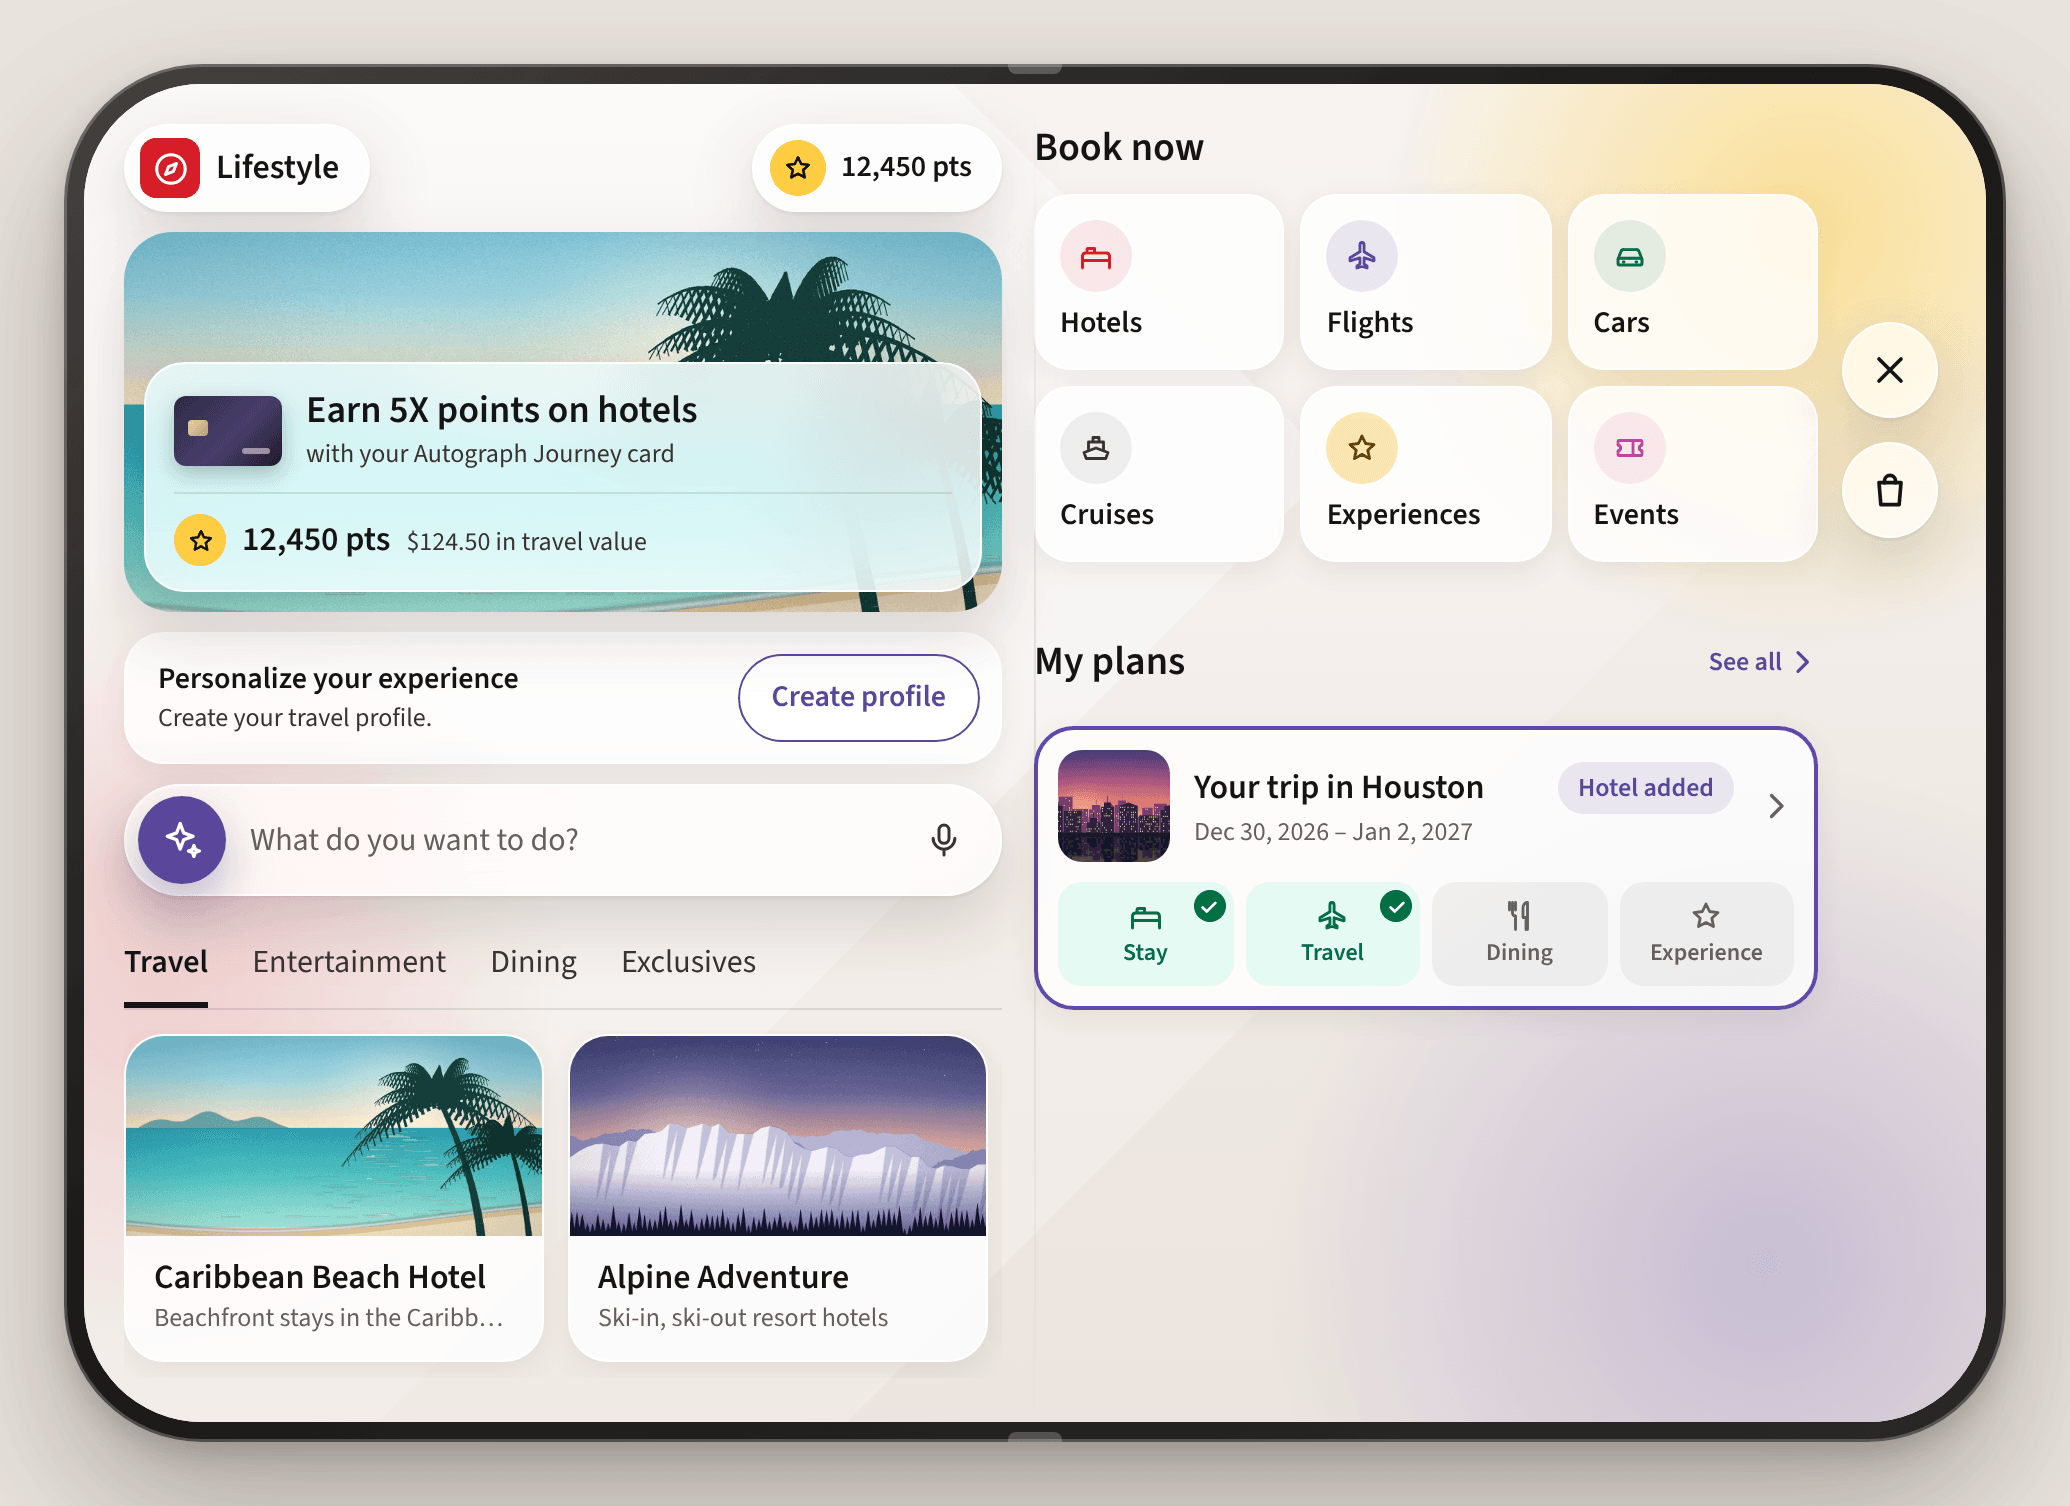 Lifestyle
12,450 pts
Earn 5X points on hotels
with your Autograph Journey card
12,450 pts $124.50 in travel value
Personalize your experience
Create your travel profile.
Create profile
What do you want to do?
Travel Entertainment Dining Exclusives
Caribbean Beach Hotel
Beachfront stays in the Caribb...
Alpine Adventure
Ski-in, ski-out resort hotels
Book now
Hotels
Flights
Cars
Cruises
Experiences
Events
My plans
See all
Your trip in Houston
Hotel added
Dec 30, 2026 – Jan 2, 2027
Stay
Travel
Dining
Experience